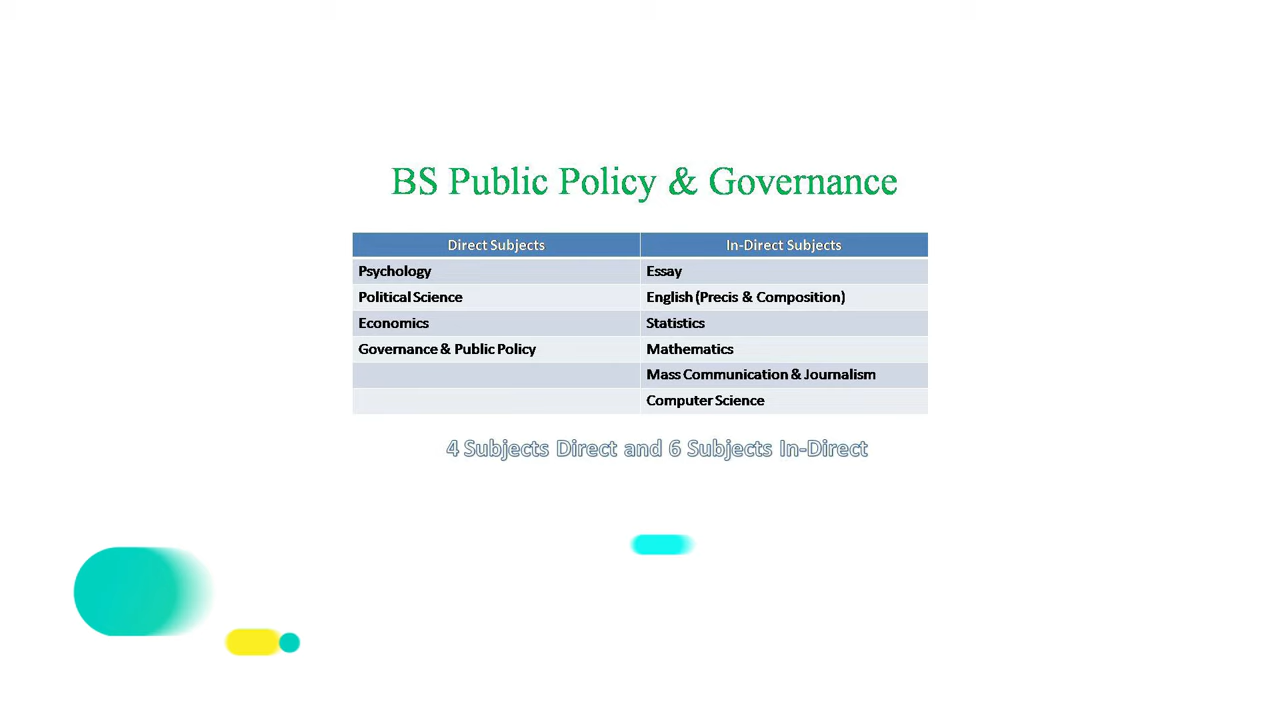 BS Public Policy & Governance
Direct Subjects In-Direct Subjects
Psychology Essay
Political Science English (Precis & Composition)
Economics Statistics
Governance & Public Policy Mathematics
Mass Communication & Journalism
Computer Science
4 Subjects Direct and 6 Subjects In-Direct